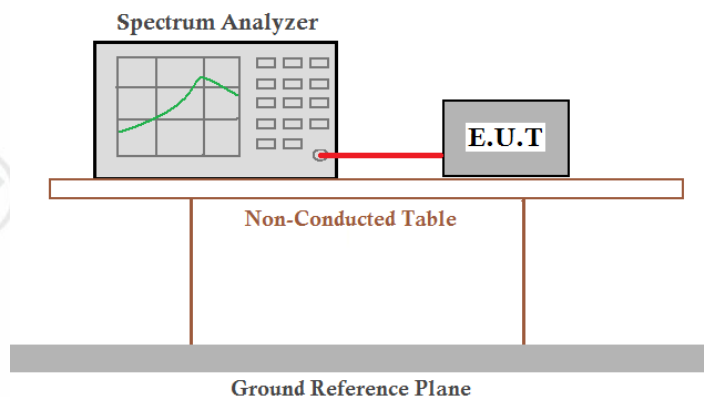 Spectrum Analyzer
E.U.T
Non-Conducted Table
Ground Reference Plane